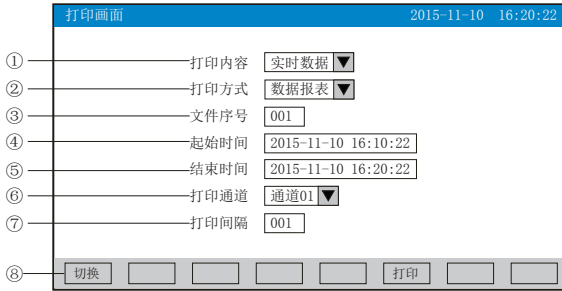 打印画面 2015-11-10 16:20:22
① 打印内容 实时数据
② 打印方式 数据报表
③ 文件序号 001
④ 起始时间 2015-11-10 16:10:22
⑤ 结束时间 2015-11-10 16:20:22
⑥ 打印通道 通道01
⑦ 打印间隔 001
⑧ 切换 打印